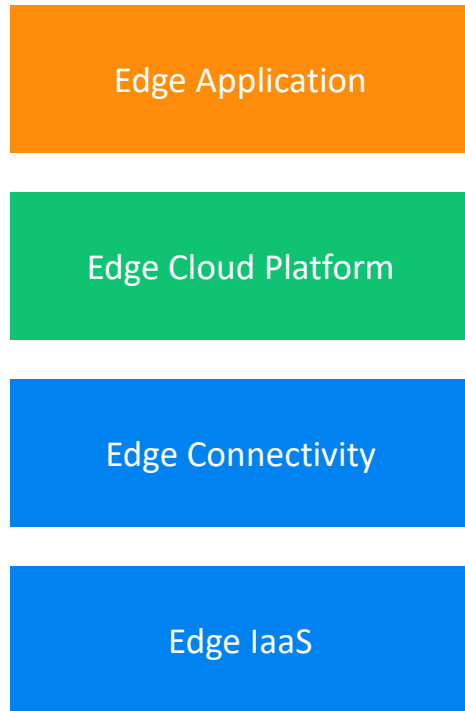 Edge Application
Edge Cloud Platform
Edge Connectivity
Edge IaaS